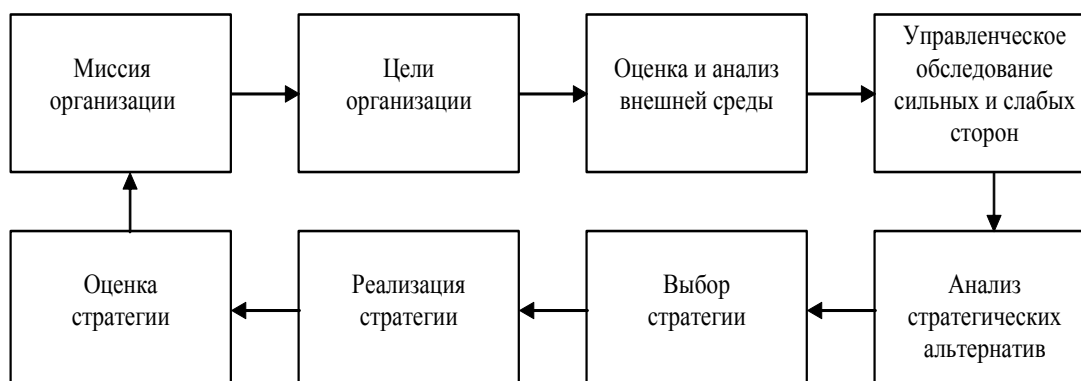 Миссия
организации
Цели
организации
Оценка и анализ
внешней среды
Управленческое
обследование
сильных и слабых
сторон
Оценка
стратегии
Реализация
стратегии
Выбор
стратегии
Анализ
стратегических
альтернатив